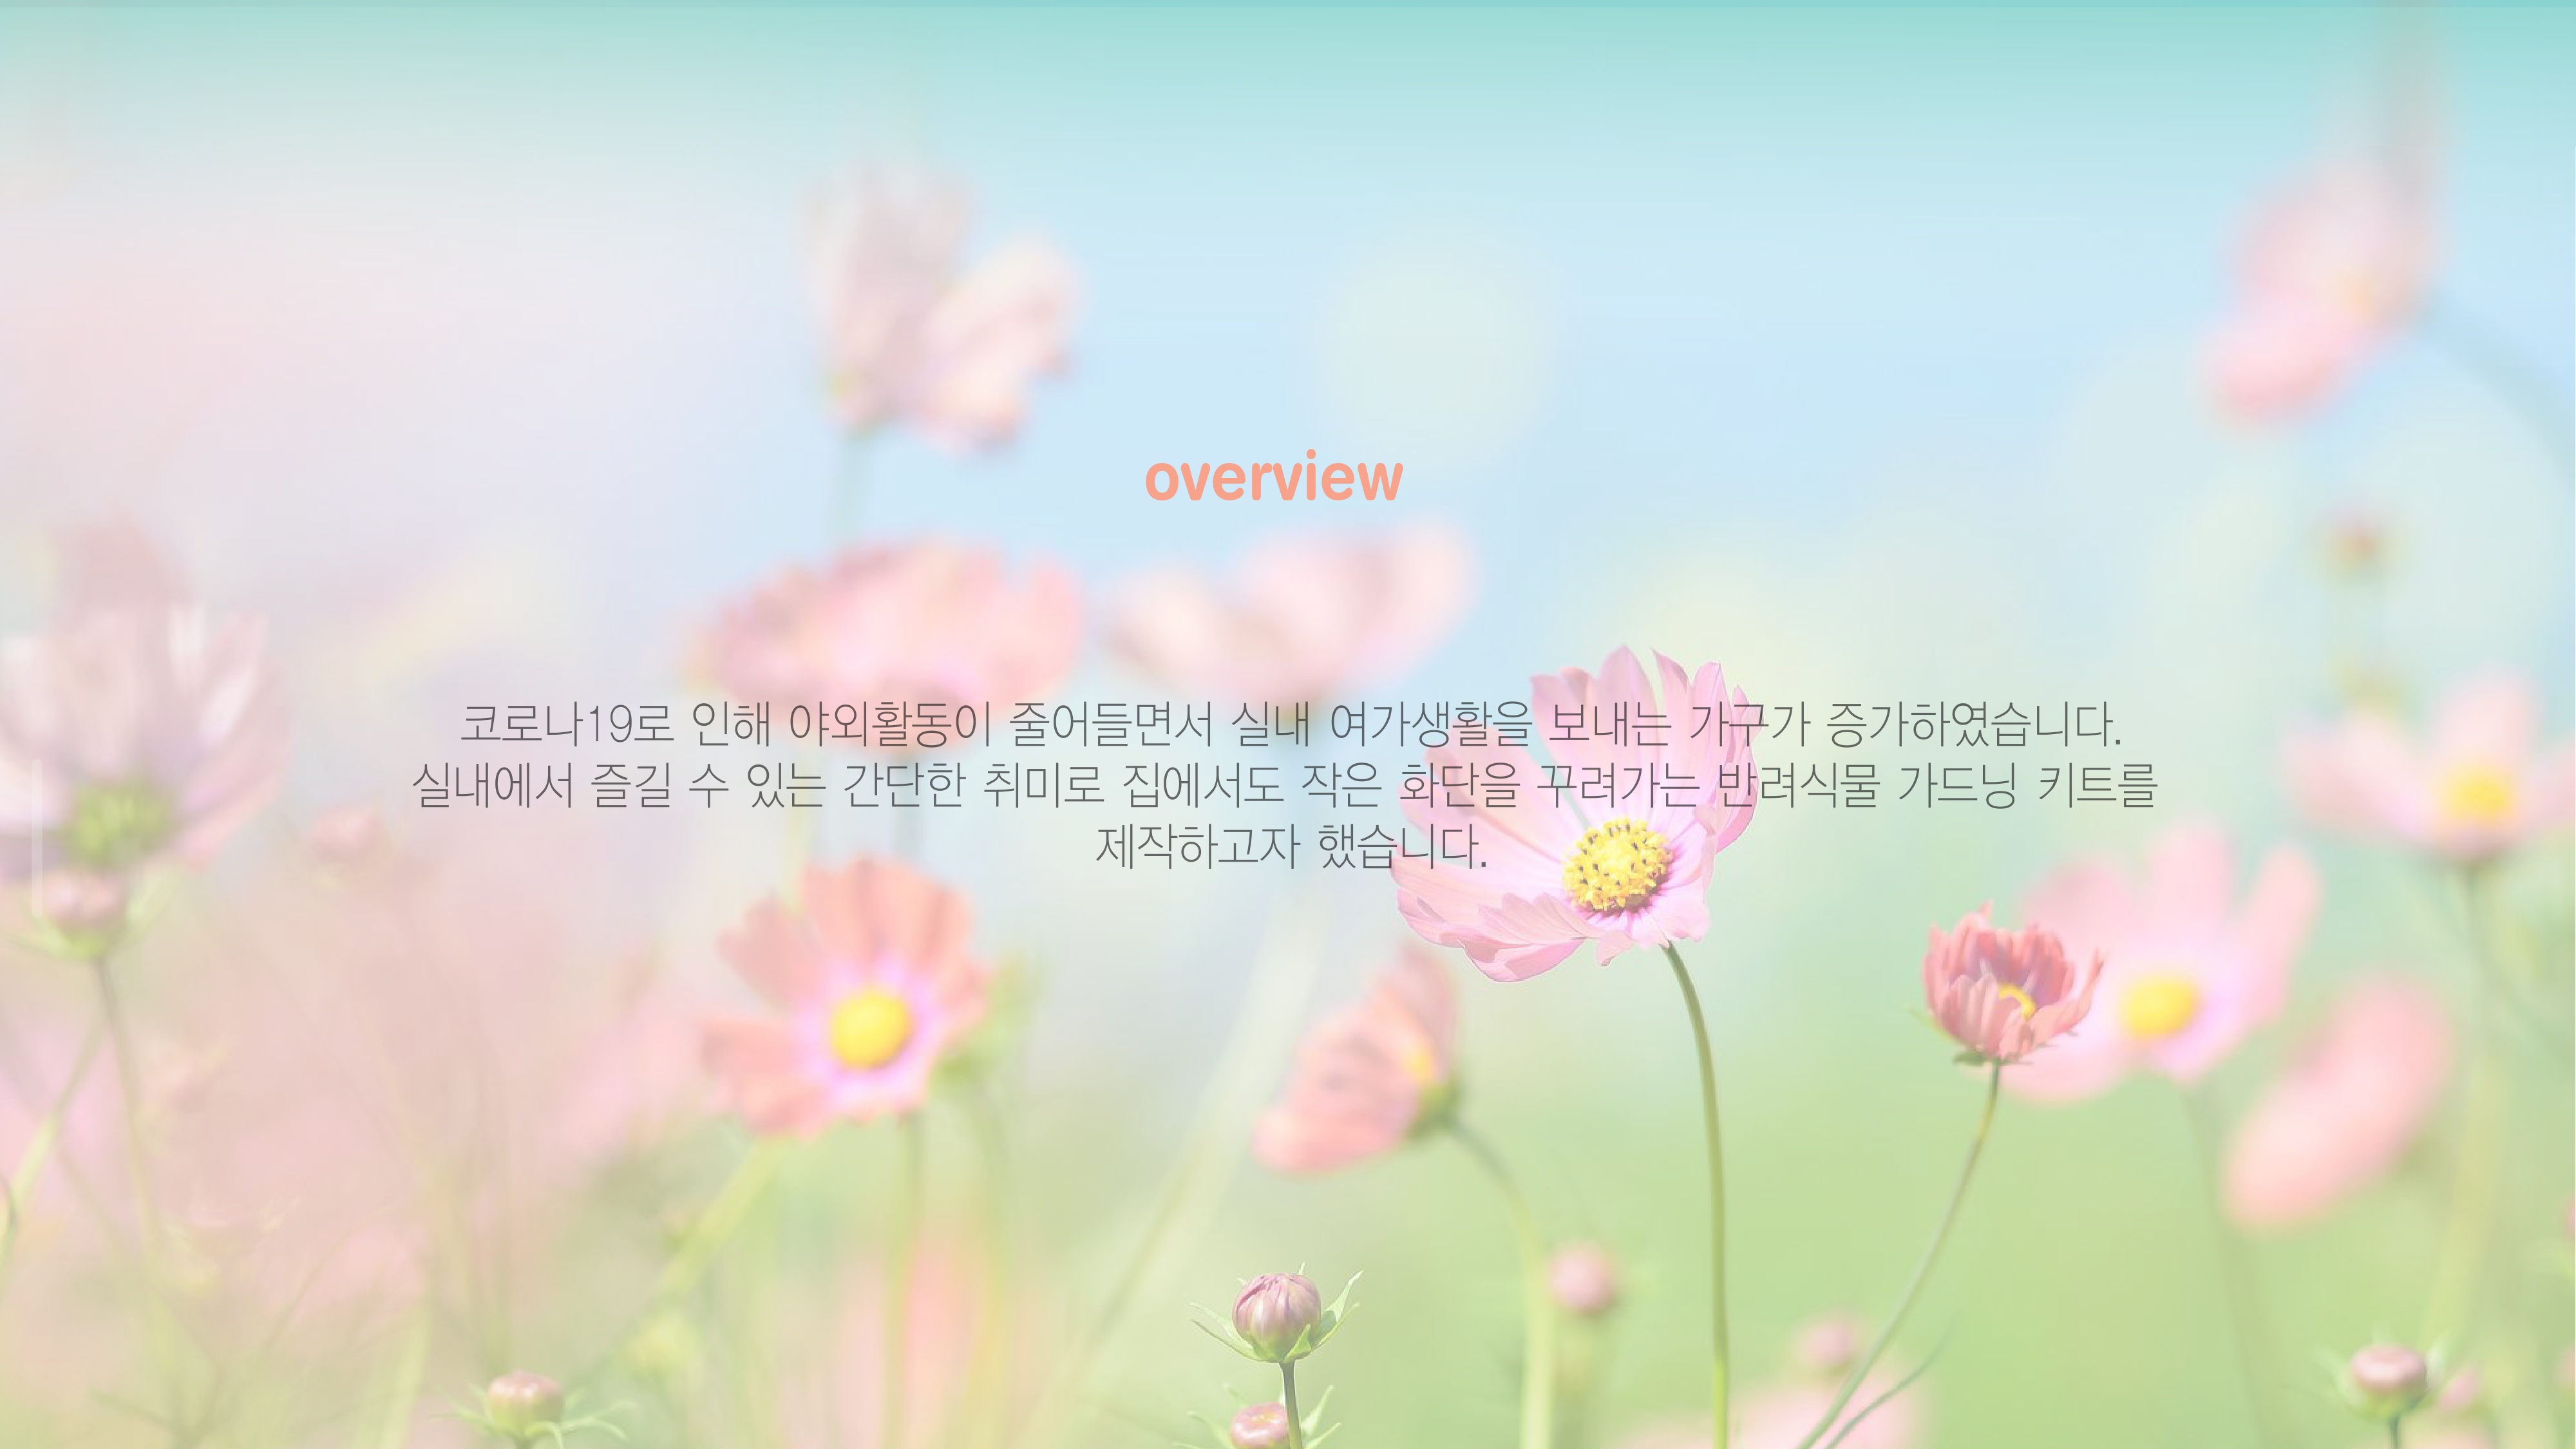 overview
코로나19로 인해 야외활동이 줄어들면서 실내 여가생활을 보내는 가구가 증가하였습니다.
실내에서 즐길 수 있는 간단한 취미로 집에서도 작은 화단을 꾸려가는 반려식물 가드닝 키트를
제작하고자 했습니다.